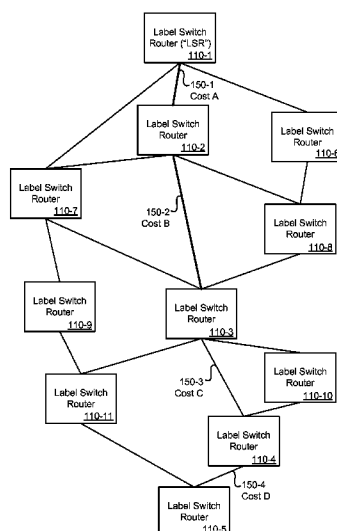 Label Switch
Router ("LSR")
110-1
150-1
Cost A
Label Switch
Router
110-2
Label Switch
Router
110-6
Label Switch
Router
110-7
150-2
Cost B
Label Switch
Router
110-8
Label Switch
Router
110-9
Label Switch
Router
110-3
150-3
Cost C
Label Switch
Router
110-10
Label Switch
Router
110-11
Label Switch
Router
110-4
150-4
Cost D
Label Switch
Router
110-5